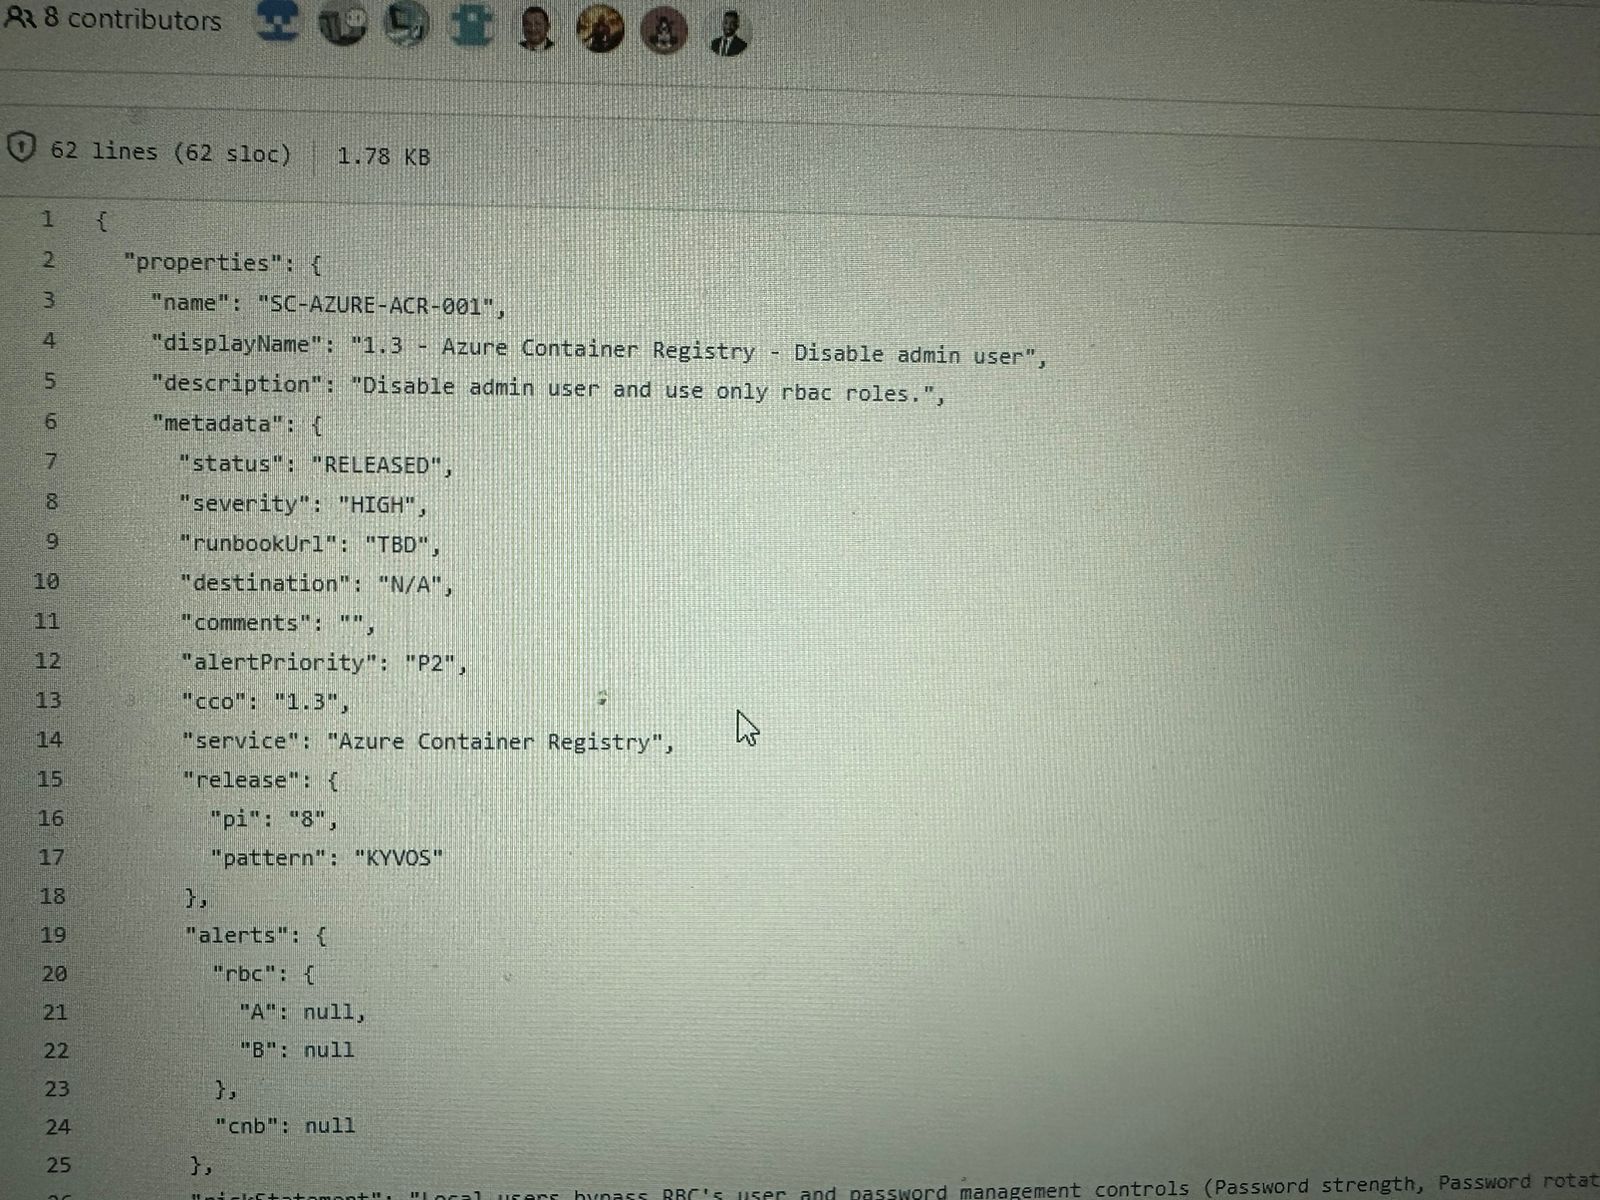 8 contributors
62 lines (62 sloc) 1.78 KB
1 {
2 "properties": {
3 "name": "SC-AZURE-ACR-001",
4 "displayName": "1.3 - Azure Container Registry - Disable admin user",
5 "description": "Disable admin user and use only rbac roles.",
6 "metadata": {
7 "status": "RELEASED",
8 "severity": "HIGH",
9 "runbookUrl": "TBD",
10 "destination": "N/A",
11 "comments": "",
12 "alertPriority": "P2",
13 "cco": "1.3",
14 "service": "Azure Container Registry",
15 "release": {
16 "pi": "8",
17 "pattern": "KYVOS"
18 },
19 "alerts": {
20 "rbc": {
21 "A": null,
22 "B": null
23 },
24 "cnb": null
25 },
26 "riskStatement": "Local users bypass RBC's user and password management controls (Password strength, Password rotat